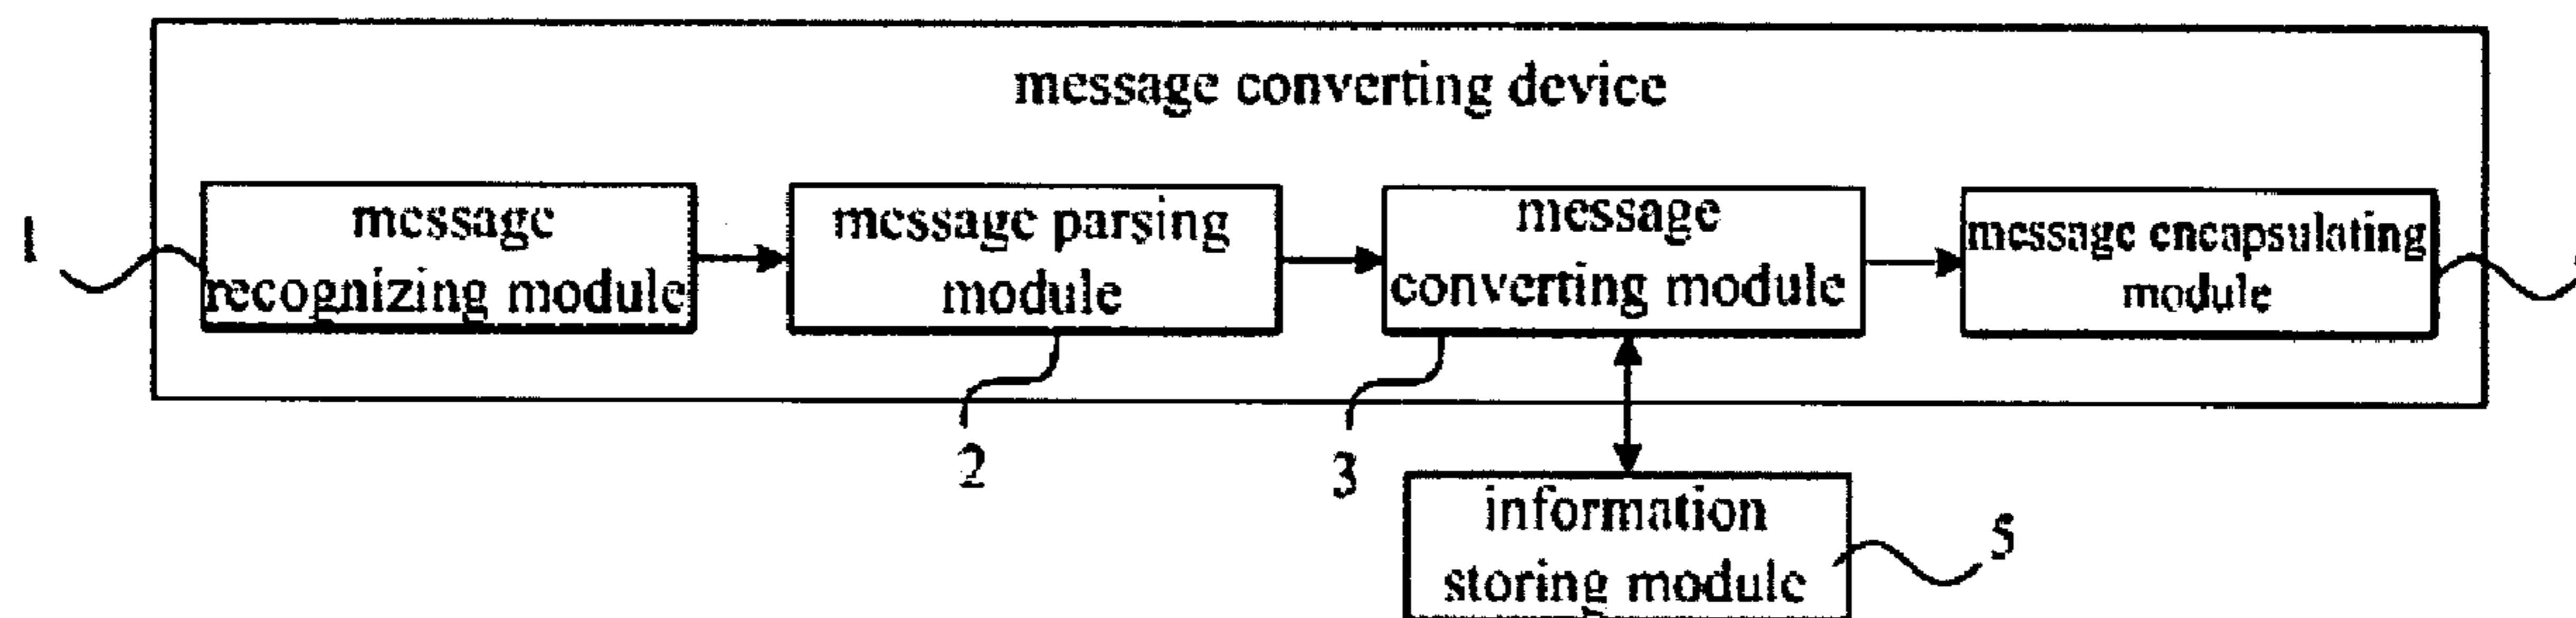 message converting device
message
recognizing module
message parsing
module
message
converting module
message encapsulating
module
1
2
3
information
storing module
5